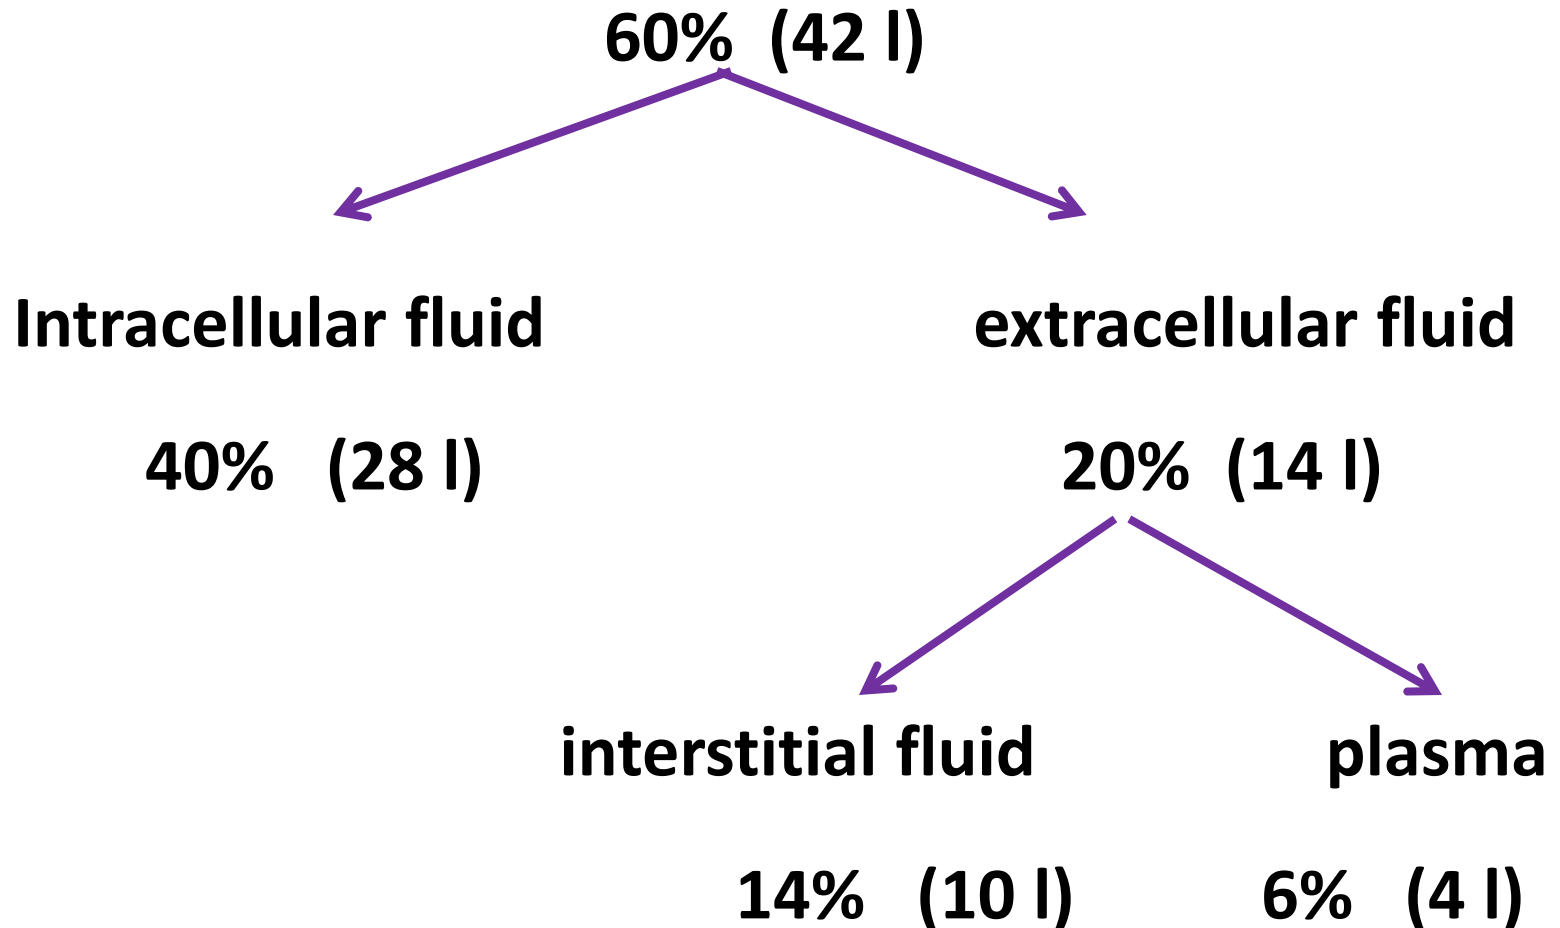 60% (42 l)
Intracellular fluid
extracellular fluid
40% (28 l)
20% (14 l)
interstitial fluid
plasma
14% (10 l)
6% (4 l)